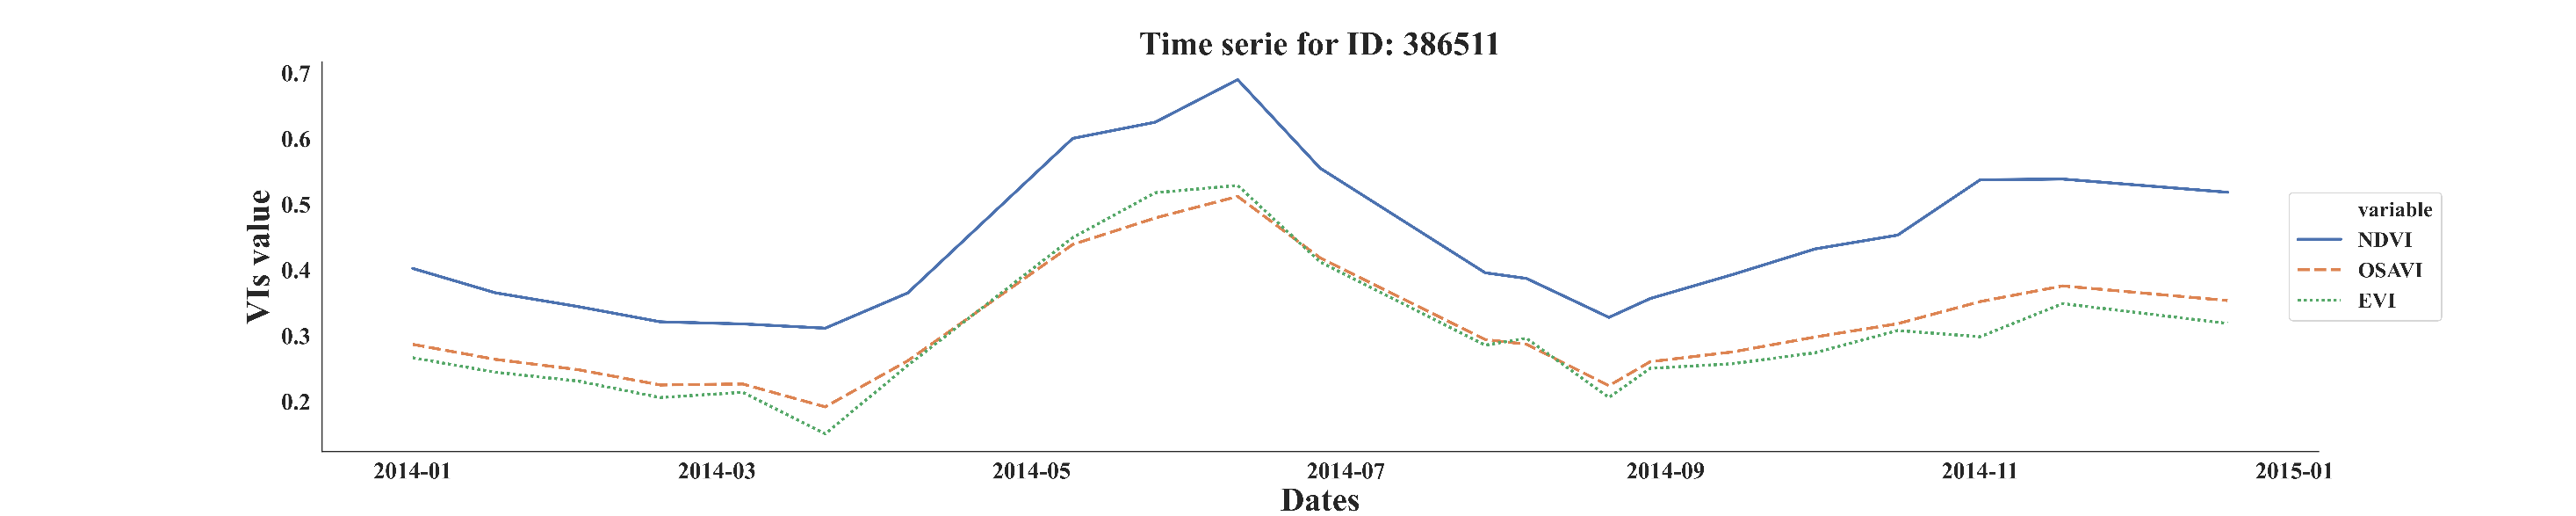 Time serie for ID: 386511
VIs value
0.7
0.6
0.5
0.4
0.3
0.2
variable
NDVI
OSAVI
EVI
2014-01 2014-03 2014-05 2014-07 2014-09 2014-11 2015-01
Dates